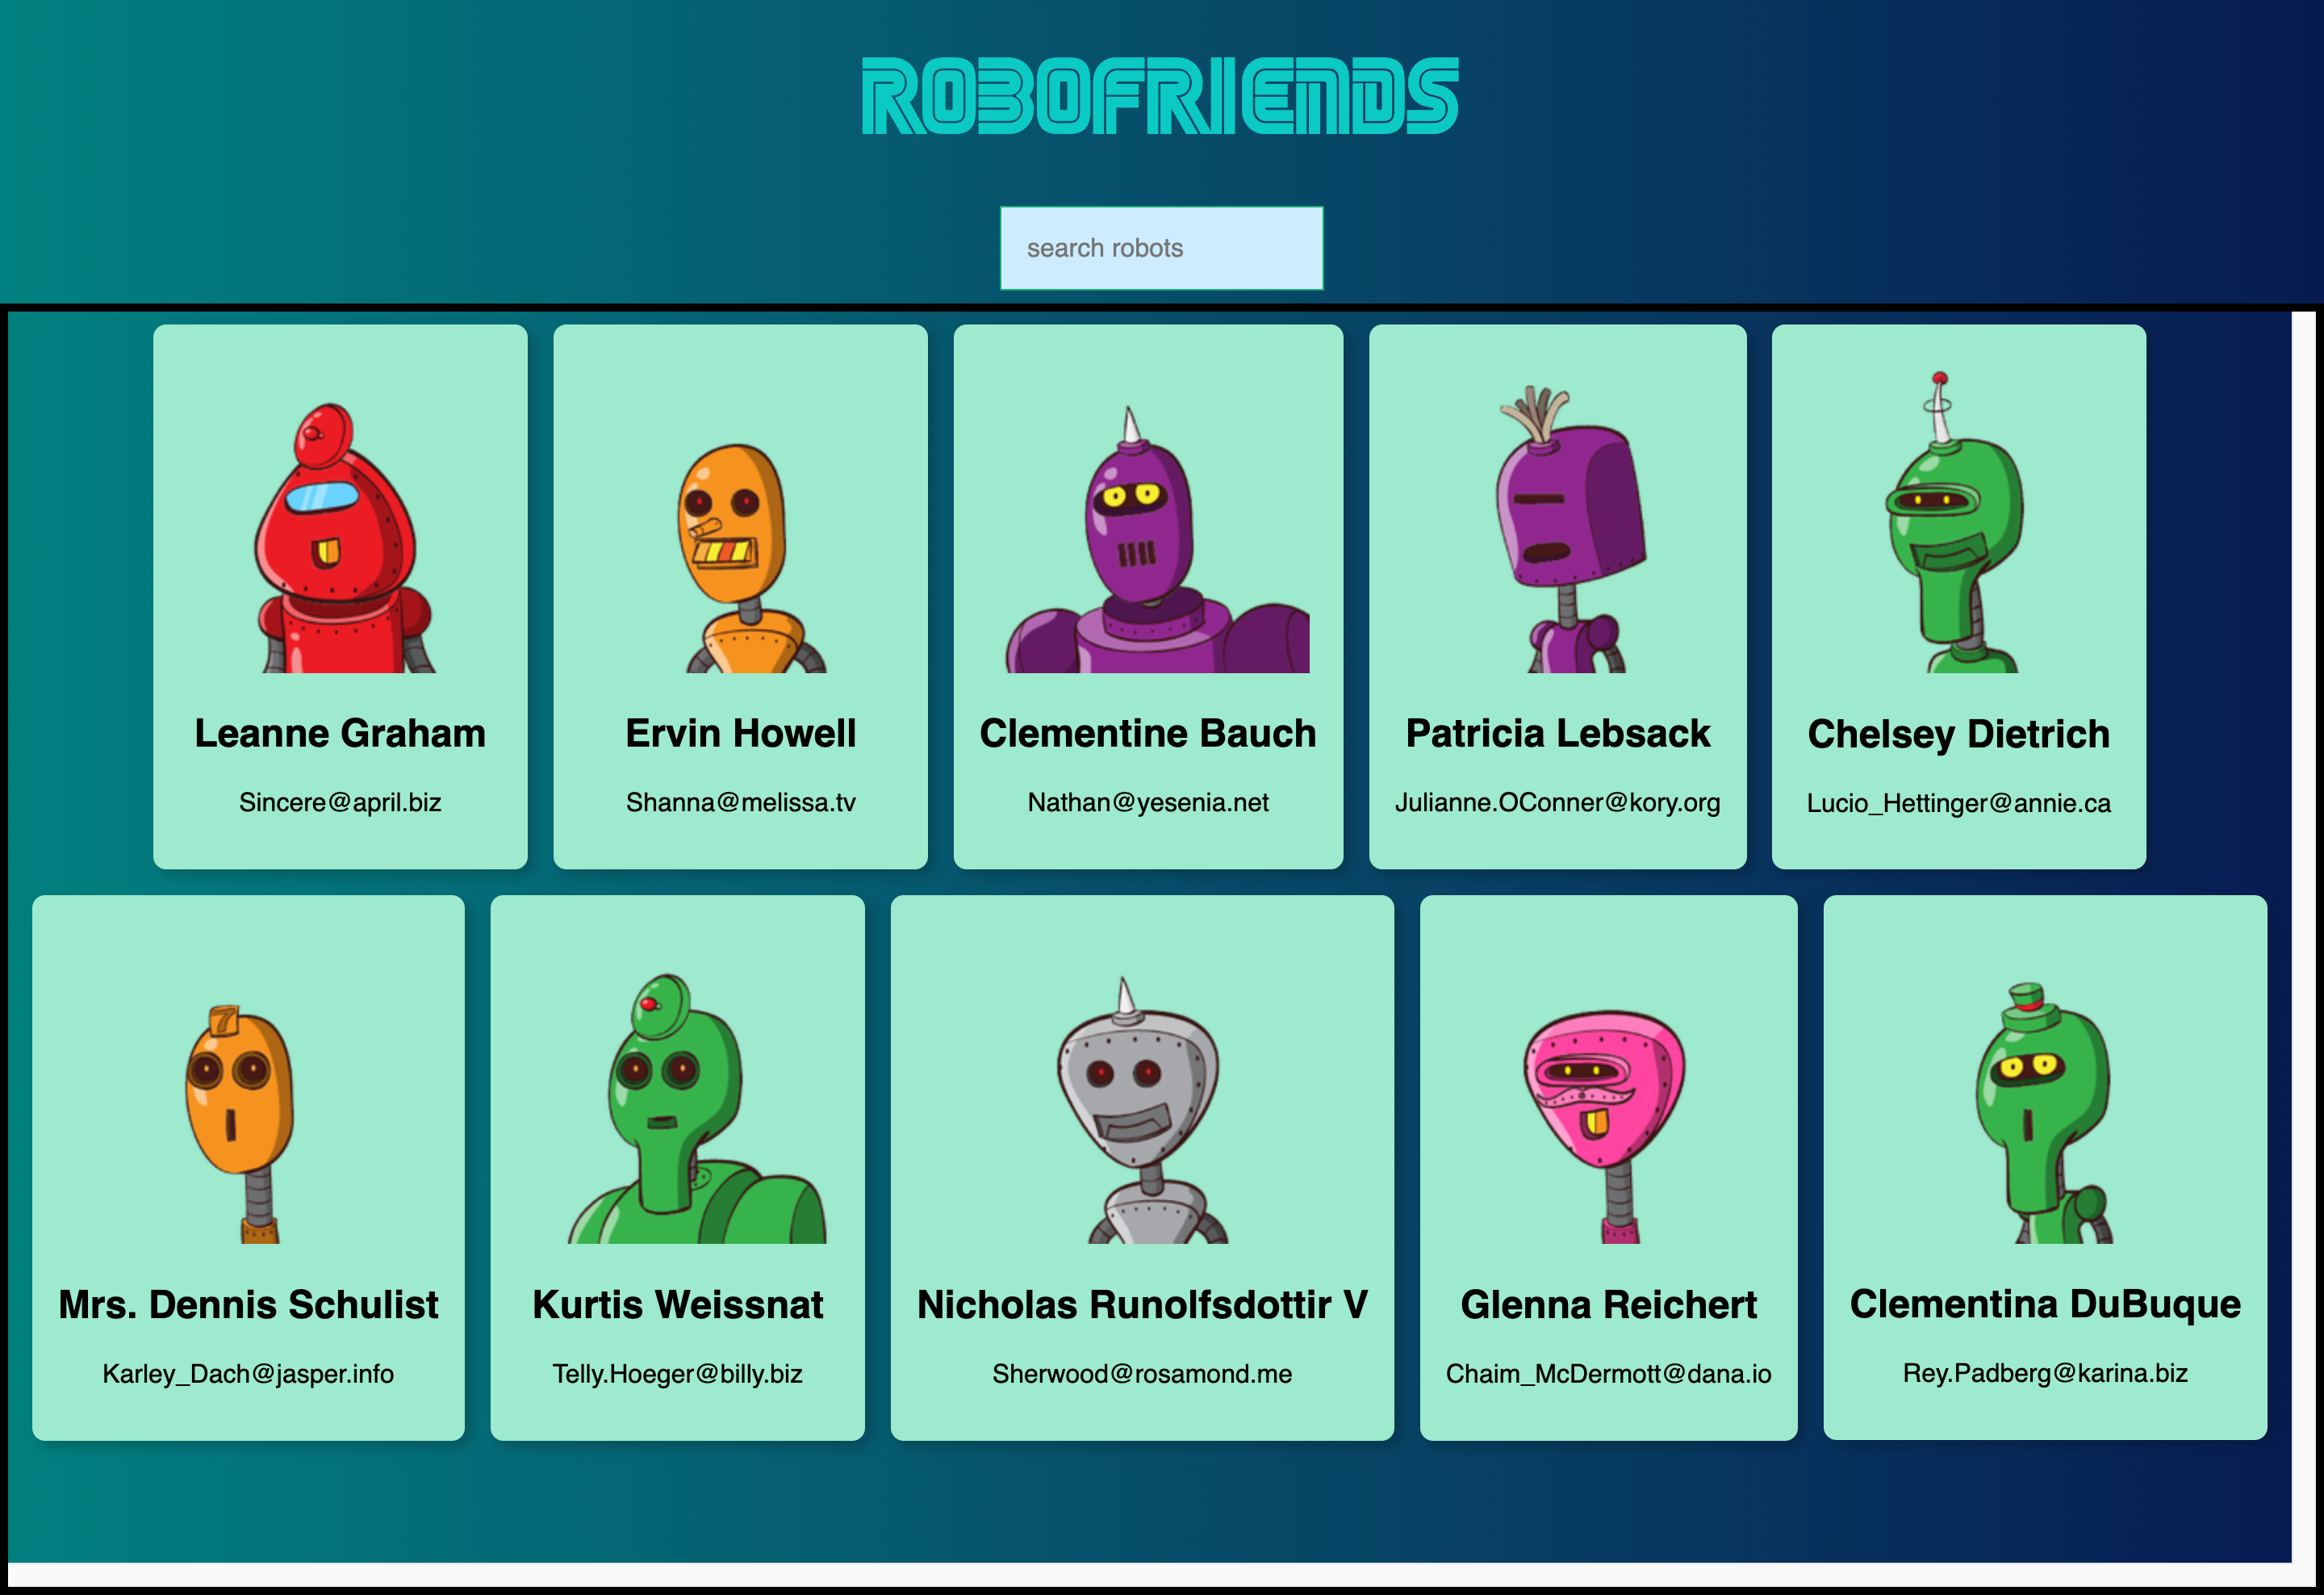 ROBOFRIENDS
search robots
Leanne Graham
Sincere@april.biz
Ervin Howell
Shanna@melissa.tv
Clementine Bauch
Nathan@yesenia.net
Patricia Lebsack
Julianne.OConner@kory.org
Chelsey Dietrich
Lucio_Hettinger@annie.ca
7
Mrs. Dennis Schulist
Karley_Dach@jasper.info
Kurtis Weissnat
Telly.Hoeger@billy.biz
Nicholas Runolfsdottir V
Sherwood@rosamond.me
Glenna Reichert
Chaim_McDermott@dana.io
Clementina DuBuque
Rey.Padberg@karina.biz